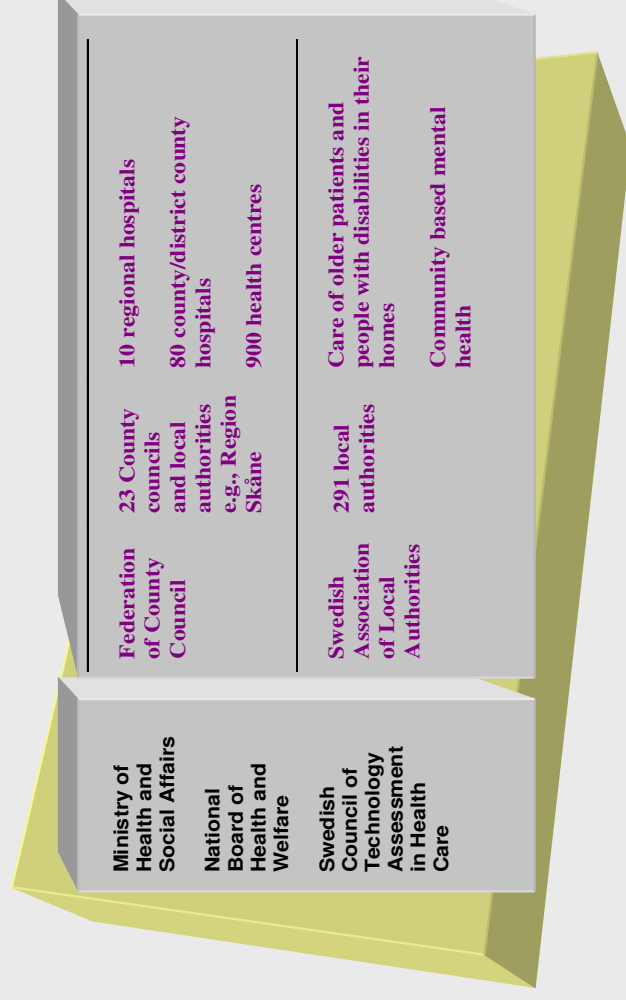 Ministry of
Health and
Social Affairs
National
Board of
Health and
Welfare
Swedish
Council of
Technology
Assessment
in Health
Care
Federation
of County
Council
23 County
councils
and local
authorities
e.g., Region
Skåne
10 regional hospitals
80 county/district county
hospitals
900 health centres
Swedish
Association
of Local
Authorities
291 local
authorities
Care of older patients and
people with disabilities in their
homes
Community based mental
health